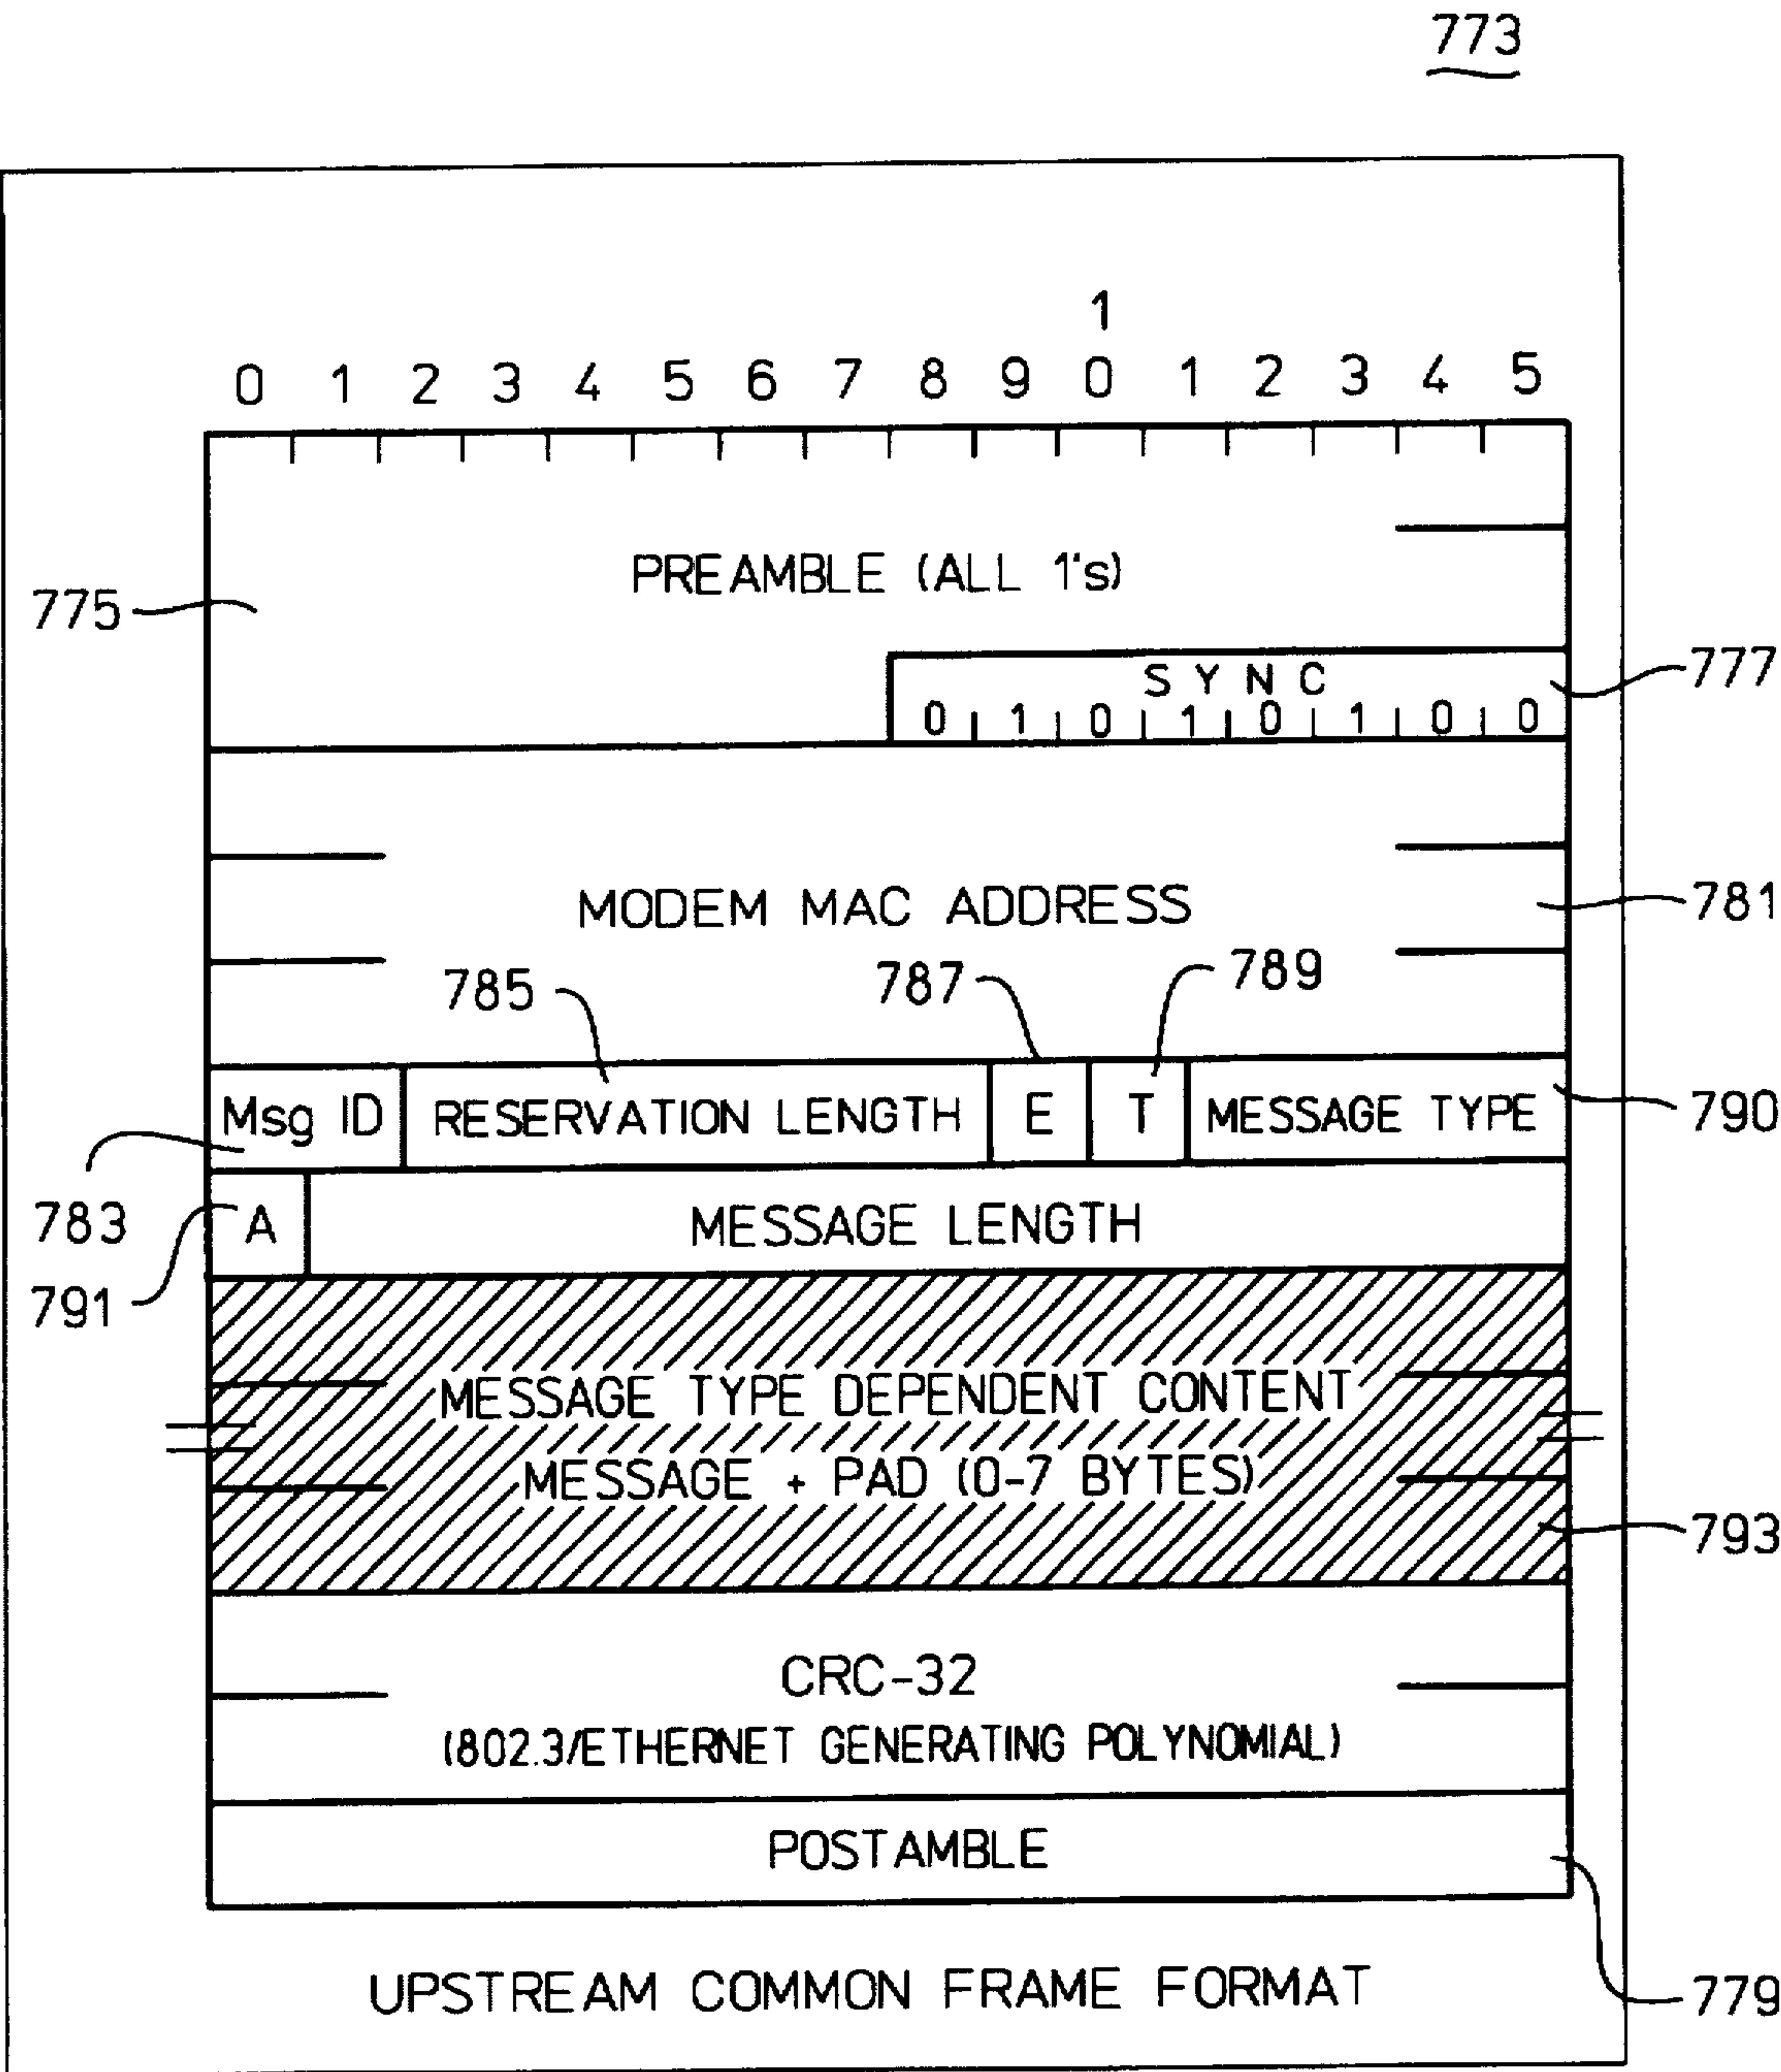 773
1
0 1 2 3 4 5 6 7 8 9 0 1 2 3 4 5
PREAMBLE (ALL 1's)
775
SYNC
777
0 1 0 1 0 1 0 0
MODEM MAC ADDRESS
781
785
787
789
Msg ID RESERVATION LENGTH E T MESSAGE TYPE
790
783
A MESSAGE LENGTH
791
MESSAGE TYPE DEPENDENT CONTENT
MESSAGE + PAD (0-7 BYTES)
793
CRC-32
(802.3/ETHERNET GENERATING POLYNOMIAL)
POSTAMBLE
UPSTREAM COMMON FRAME FORMAT
779